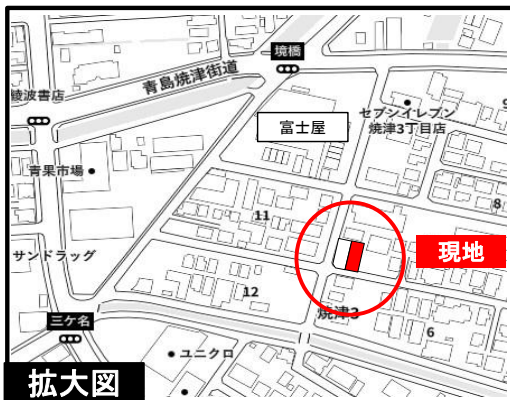 境橋
青島焼津街道
綾波書店
セブンイレブン
焼津3丁目店
9
富士屋
青果市場
8
11
サンドラッグ
現地
12
焼津3
6
三ケ名
ユニクロ
拡大図